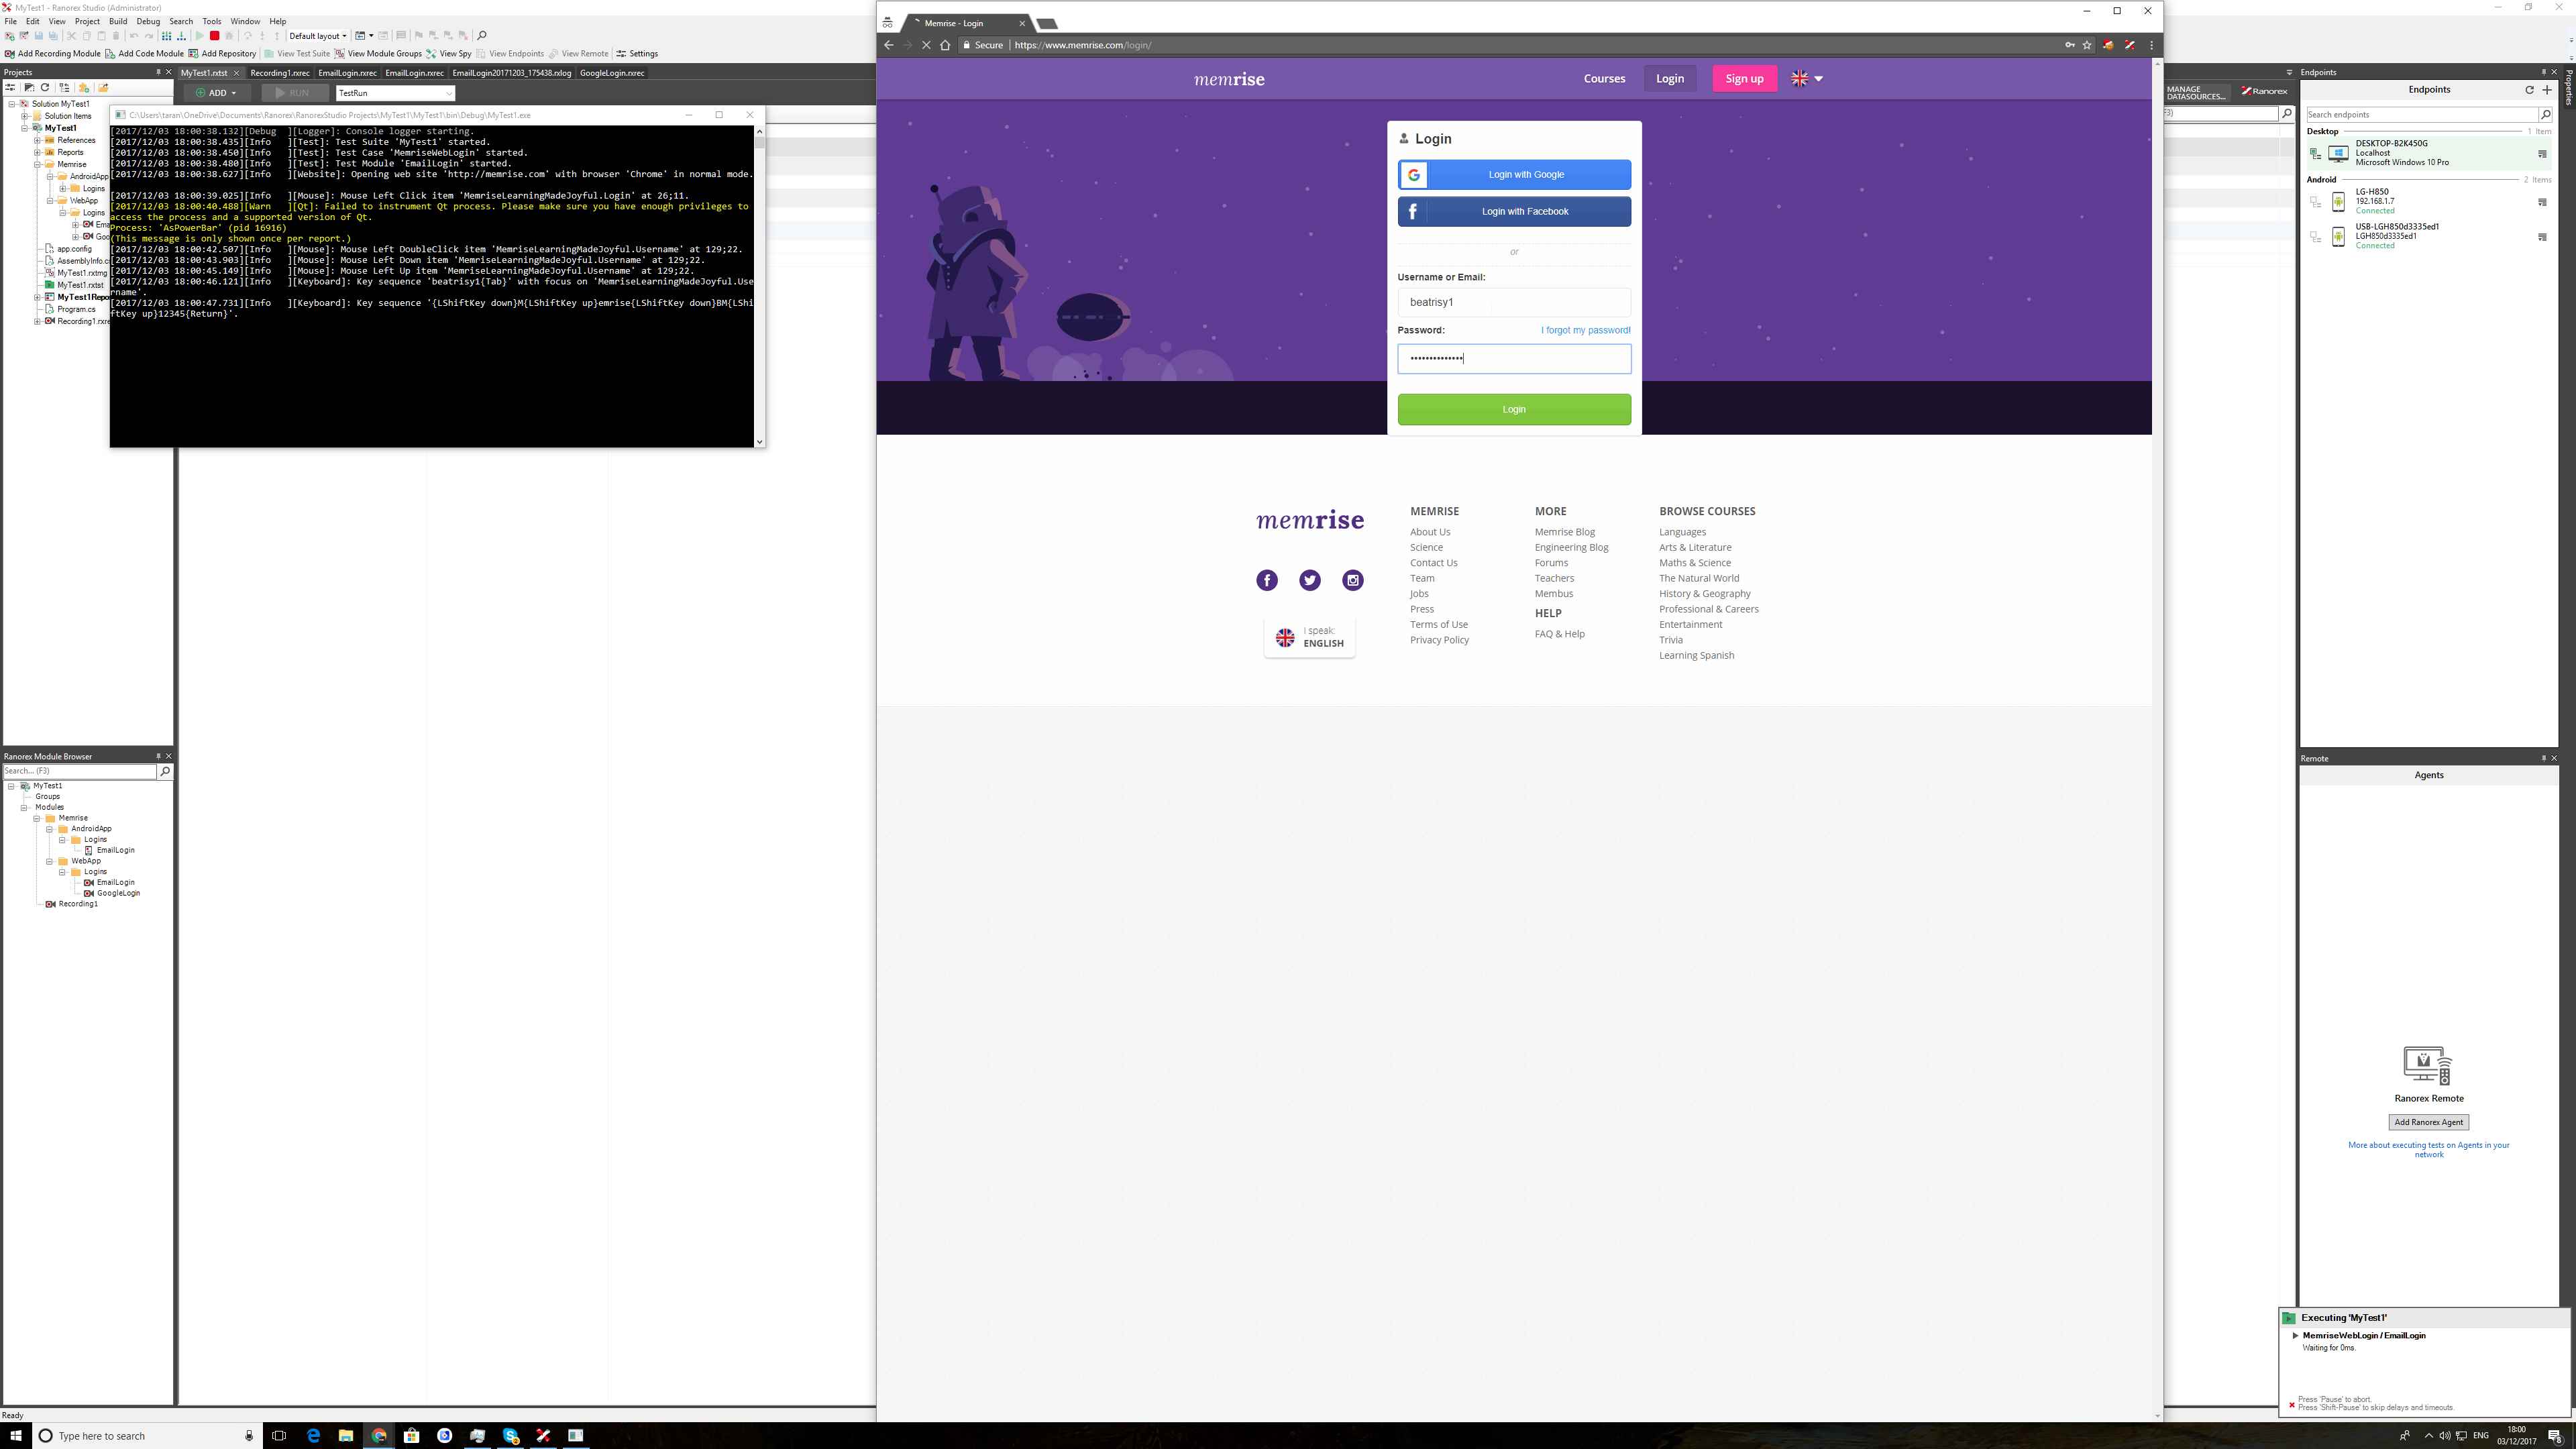 MyTest1 - Ranorex Studio (Administrator)
File Edit View Project Build Debug Search Tools Window Help
Default layout
Add Recording Module Add Code Module Add Repository View Test Suite View Module Groups View Spy View Endpoints View Remote Settings
Projects
MyTest1.rxtst Recording1.rxrec EmailLogin.rxrec EmailLogin.rxrec EmailLogin20171203_175438.rxlog GoogleLogin.rxrec
ADD RUN TestRun
Solution MyTest1
Solution Items
MyTest1
References
Reports
Memrise
AndroidApp
Logins
WebApp
Logins
Ema
Goo
app.config
AssemblyInfo.c
MyTest1.rxtmg
MyTest1.rxtst
MyTest1Repo
Program.cs
Recording1.rxre
C:\Users\taran\OneDrive\Documents\Ranorex\RanorexStudio Projects\MyTest1\MyTest1\bin\Debug\MyTest1.exe
[2017/12/03 18:00:38.132][Debug ][Logger]: Console logger starting.
[2017/12/03 18:00:38.435][Info ][Test]: Test Suite 'MyTest1' started.
[2017/12/03 18:00:38.450][Info ][Test]: Test Case 'MemriseWebLogin' started.
[2017/12/03 18:00:38.480][Info ][Test]: Test Module 'EmailLogin' started.
[2017/12/03 18:00:38.627][Info ][Website]: Opening web site 'http://memrise.com' with browser 'Chrome' in normal mode.
[2017/12/03 18:00:39.025][Info ][Mouse]: Mouse Left Click item 'MemriseLearningMadeJoyful.Login' at 26;11.
[2017/12/03 18:00:40.488][Warn ][Qt]: Failed to instrument Qt process. Please make sure you have enough privileges to
access the process and a supported version of Qt.
Process: 'AsPowerBar' (pid 16916)
(This message is only shown once per report.)
[2017/12/03 18:00:42.507][Info ][Mouse]: Mouse Left DoubleClick item 'MemriseLearningMadeJoyful.Username' at 129;22.
[2017/12/03 18:00:43.903][Info ][Mouse]: Mouse Left Down item 'MemriseLearningMadeJoyful.Username' at 129;22.
[2017/12/03 18:00:45.149][Info ][Mouse]: Mouse Left Up item 'MemriseLearningMadeJoyful.Username' at 129;22.
[2017/12/03 18:00:46.121][Info ][Keyboard]: Key sequence 'beatrisy1{Tab}' with focus on 'MemriseLearningMadeJoyful.Use
rname'.
[2017/12/03 18:00:47.731][Info ][Keyboard]: Key sequence '{LShiftKey down}M{LShiftKey up}emrise{LShiftKey down}BM{LShi
ftKey up}12345{Return}'.
Ranorex Module Browser
Search... (F3)
MyTest1
Groups
Modules
Memrise
AndroidApp
Logins
EmailLogin
WebApp
Logins
EmailLogin
GoogleLogin
Recording1
Ready
Memrise - Login
Secure https://www.memrise.com/login/
memrise Courses Login Sign up
Login
Login with Google
Login with Facebook
or
Username or Email:
beatrisy1
Password: I forgot my password!
••••••••••••••
Login
memrise
I speak:
ENGLISH
MEMRISE
About Us
Science
Contact Us
Team
Jobs
Press
Terms of Use
Privacy Policy
MORE
Memrise Blog
Engineering Blog
Forums
Teachers
Membus
HELP
FAQ & Help
BROWSE COURSES
Languages
Arts & Literature
Maths & Science
The Natural World
History & Geography
Professional & Careers
Entertainment
Trivia
Learning Spanish
MANAGE
DATASOURCES...
Ranorex
F3)
Properties
Endpoints
Endpoints
Search endpoints
Desktop 1 Item
DESKTOP-B2K450G
Localhost
Microsoft Windows 10 Pro
Android 2 Items
LG-H850
192.168.1.7
Connected
USB-LGH850d3335ed1
LGH850d3335ed1
Connected
Remote
Agents
Ranorex Remote
Add Ranorex Agent
More about executing tests on Agents in your
network
Executing 'MyTest1'
MemriseWebLogin / EmailLogin
Waiting for 0ms.
Press 'Pause' to abort.
Press 'Shift-Pause' to skip delays and timeouts.
Type here to search
ENG
18:00
03/12/2017